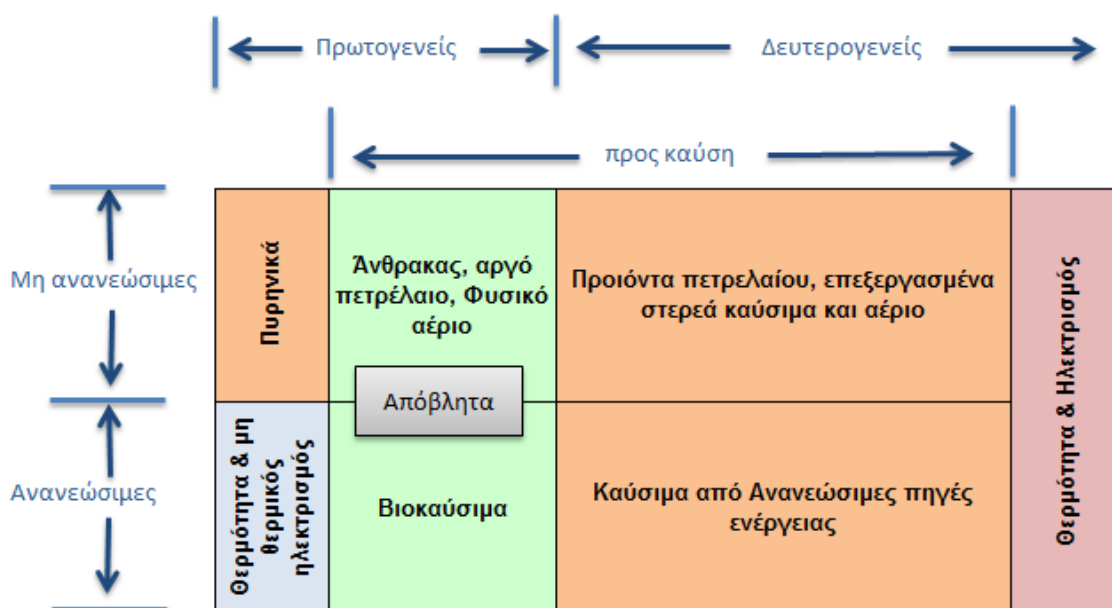 Πρωτογενείς
Δευτερογενείς
προς καύση
Μη ανανεώσιμες
Πυρηνικά
Άνθρακας, αργό
πετρέλαιο, Φυσικό
αέριο
Προιόντα πετρελαίου, επεξεργασμένα
στερεά καύσιμα και αέριο
Θερμότητα & Ηλεκτρισμός
Απόβλητα
Ανανεώσιμες
Θερμότητα & μη
θερμικός
ηλεκτρισμός
Βιοκαύσιμα
Καύσιμα από Ανανεώσιμες πηγές
ενέργειας